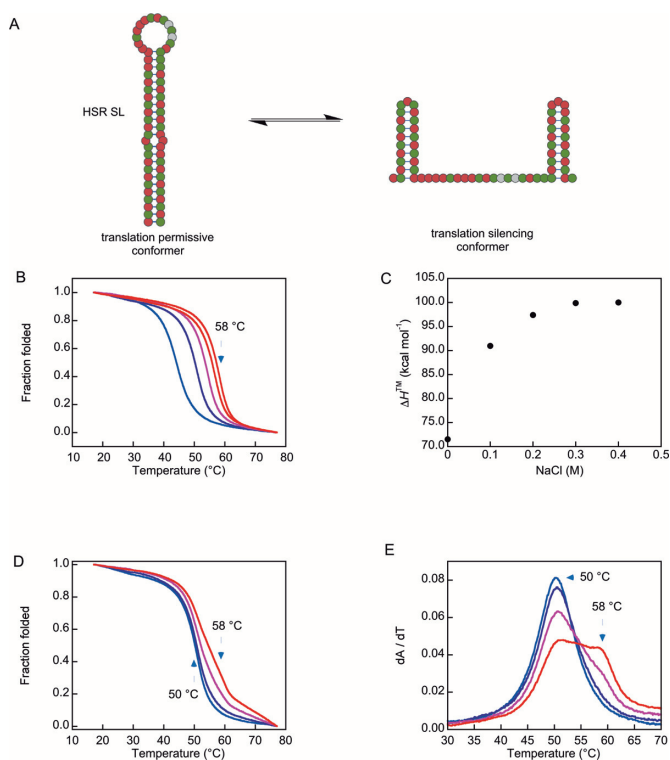 A
HSR SL
translation permissive
conformer
translation silencing
conformer
B
Fraction folded
1.0
0.8
0.6
0.4
0.2
0.0
58 °C
10 20 30 40 50 60 70 80
Temperature (°C)
C
ΔH™ (kcal mol⁻¹)
105.0
100.0
95.0
90.0
85.0
80.0
75.0
70.0
0 0.1 0.2 0.3 0.4 0.5
NaCl (M)
D
Fraction folded
1.0
0.8
0.6
0.4
0.2
0.0
58 °C
50 °C
10 20 30 40 50 60 70 80
Temperature (°C)
E
dA / dT
0.08
0.06
0.04
0.02
0.00
50 °C
58 °C
30 35 40 45 50 55 60 65 70
Temperature (°C)